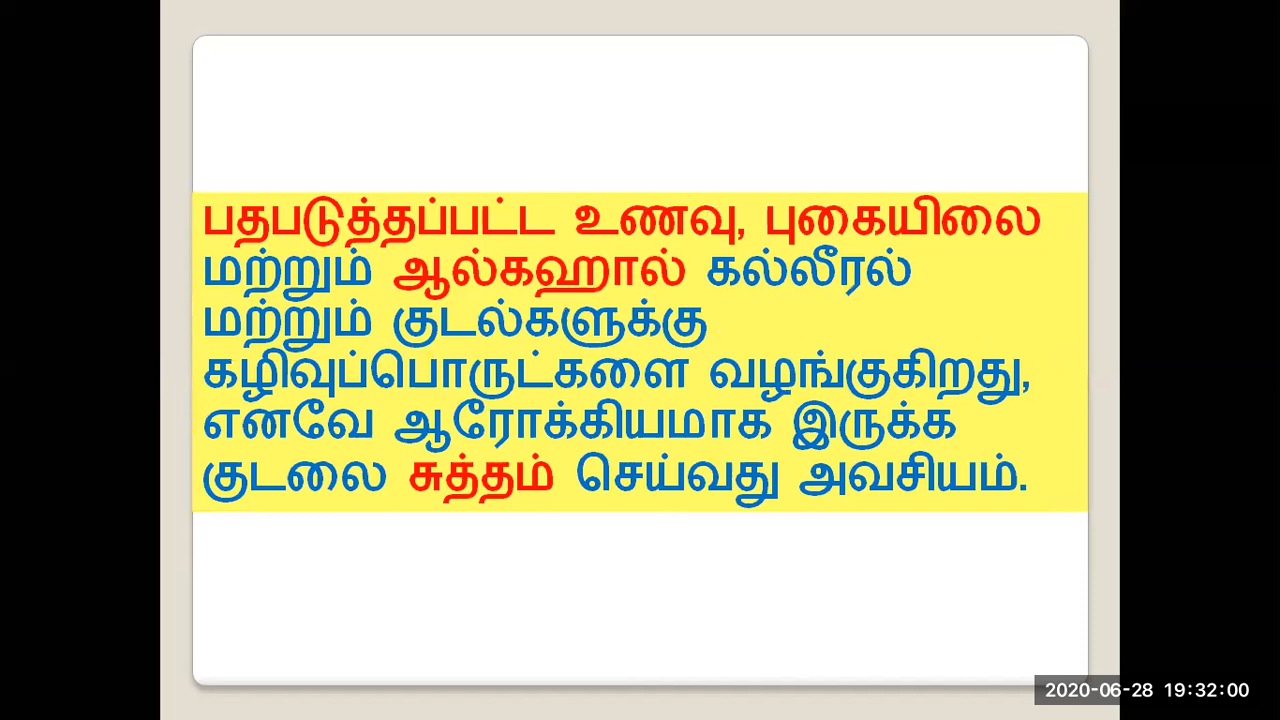 பதபடுத்தப்பட்ட உணவு, புகையிலை
மற்றும் ஆல்கஹால் கல்லீரல்
மற்றும் குடல்களுக்கு
கழிவுப்பொருட்களை வழங்குகிறது,
எனவே ஆரோக்கியமாக இருக்க
குடலை சுத்தம் செய்வது அவசியம்.
2020-06-28 19:32:00